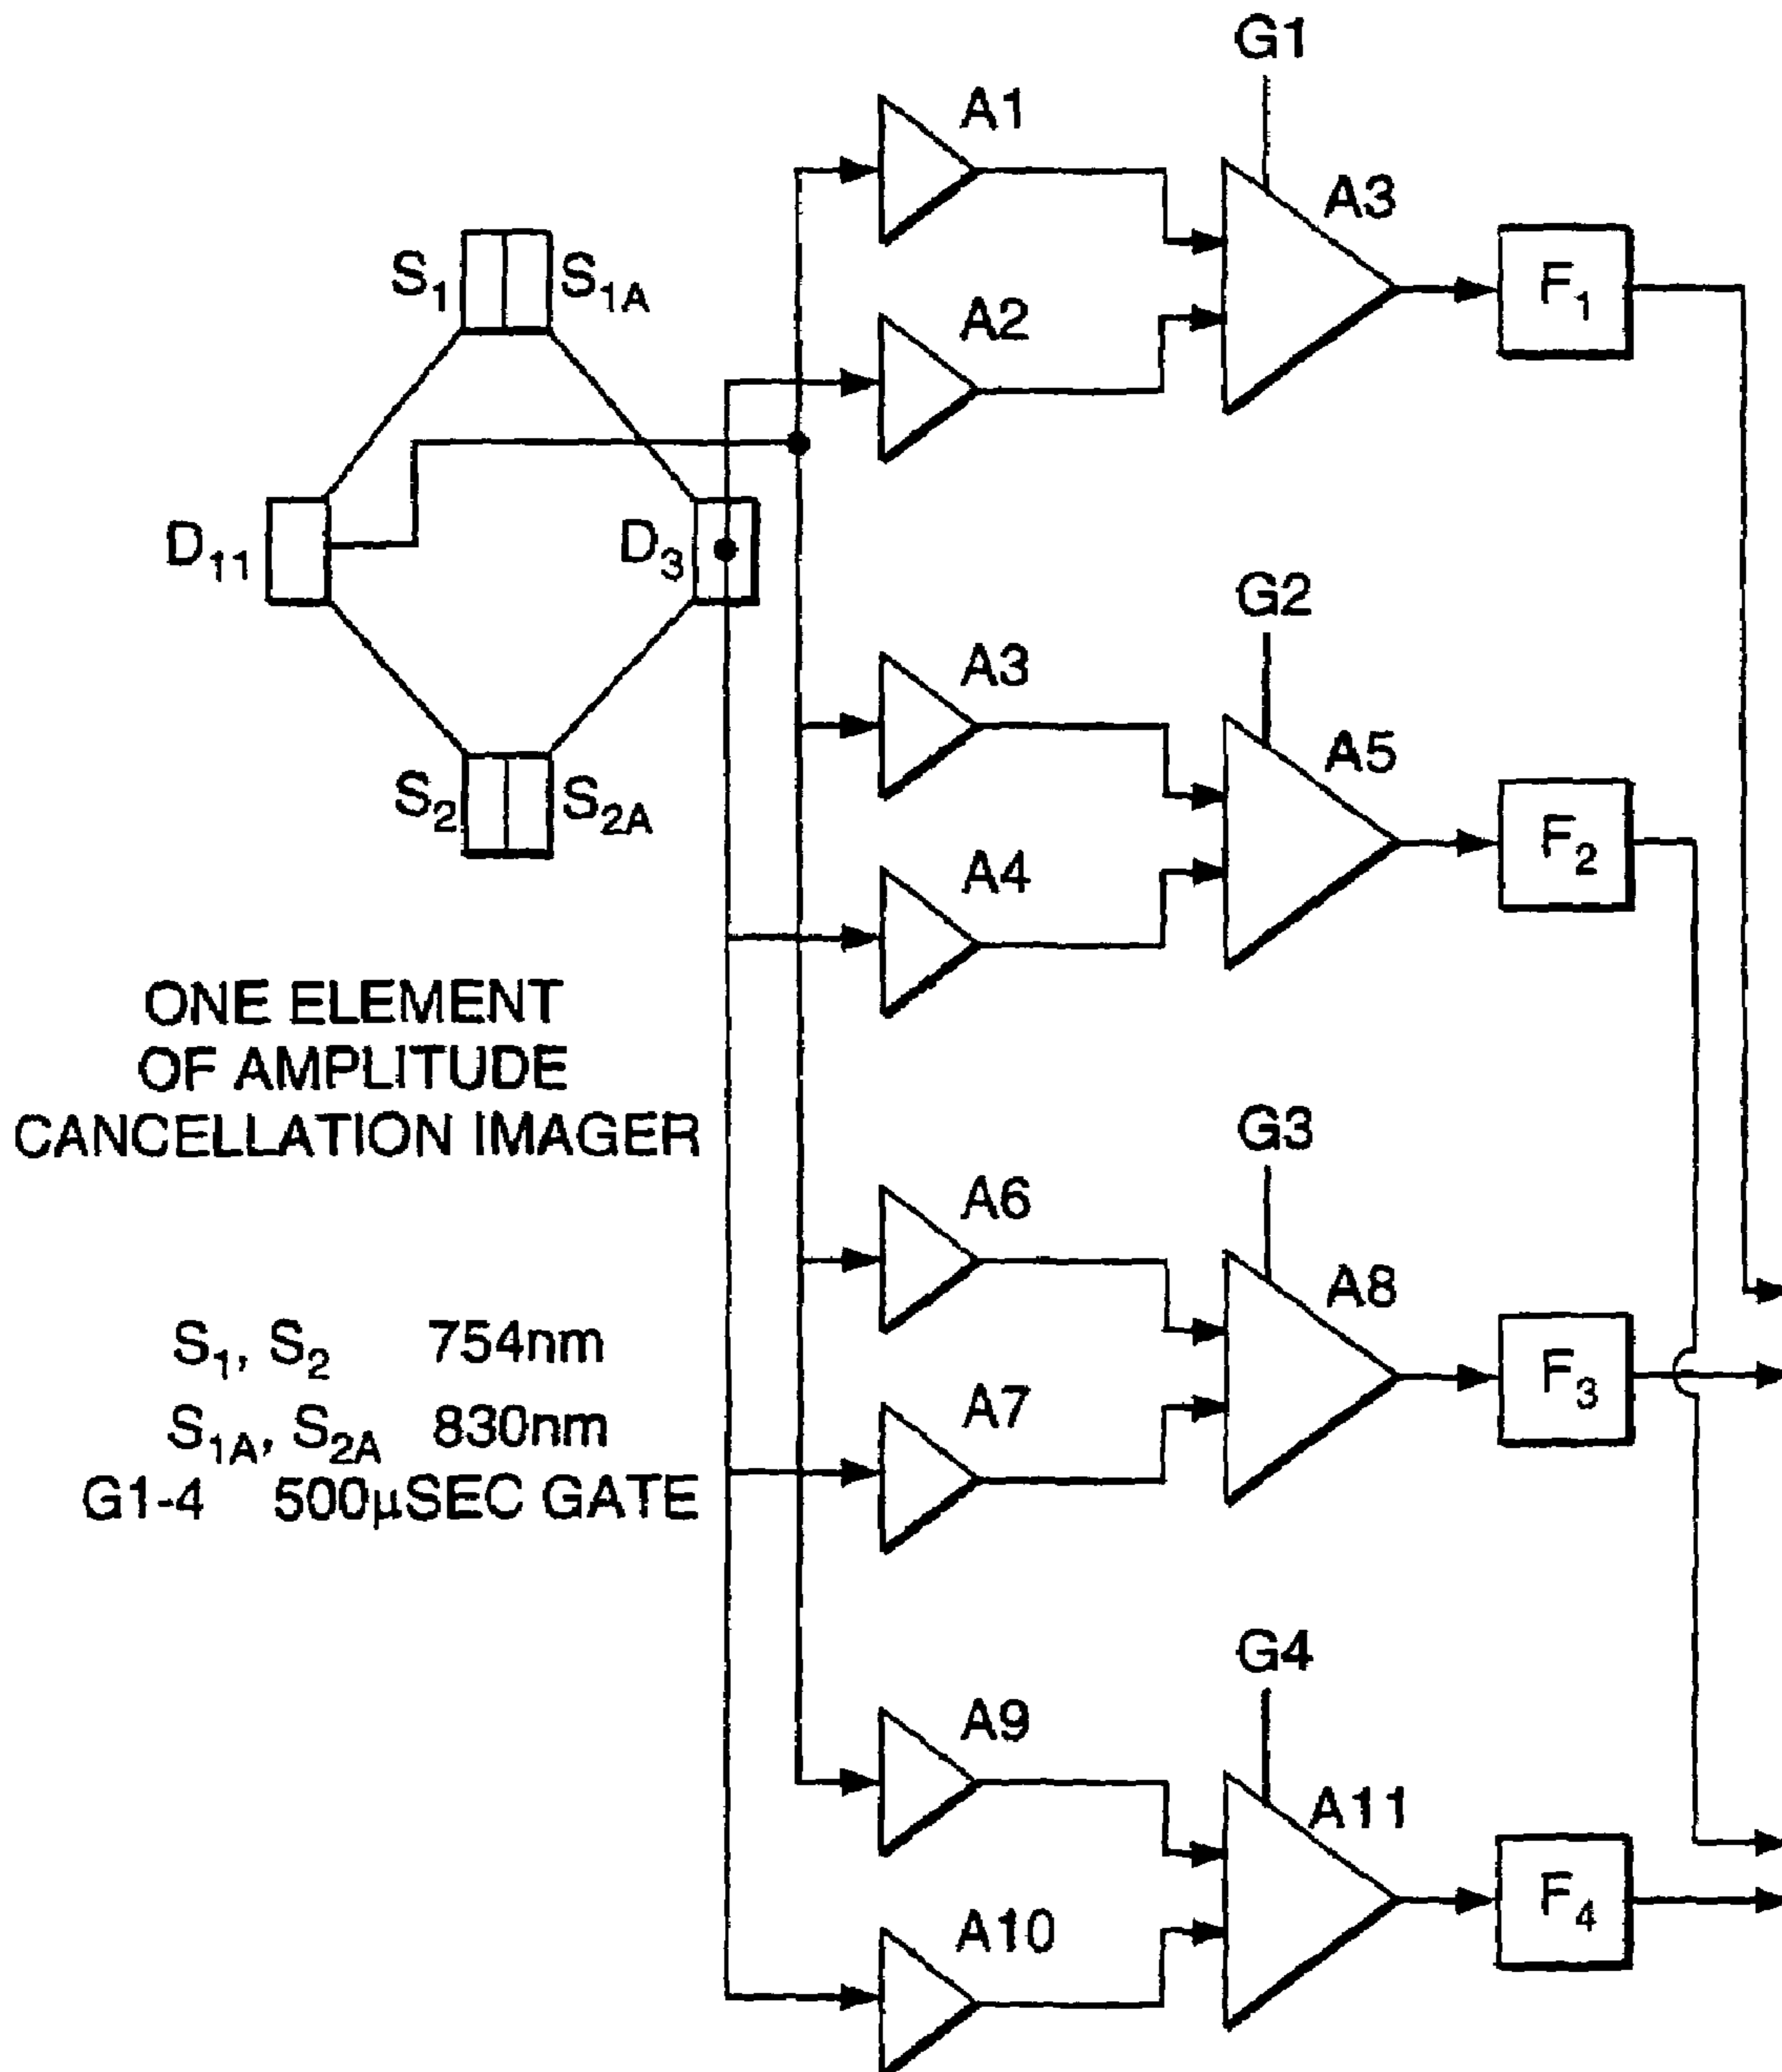 G1
A1
A3
S1
S1A
F1
A2
D11
D3
G2
A3
A5
S2
S2A
F2
A4
ONE ELEMENT
OF AMPLITUDE
CANCELLATION IMAGER
G3
A6
A8
S1, S2 754nm
F3
S1A, S2A 830nm
A7
G1-4 500µSEC GATE
G4
A9
A11
F4
A10